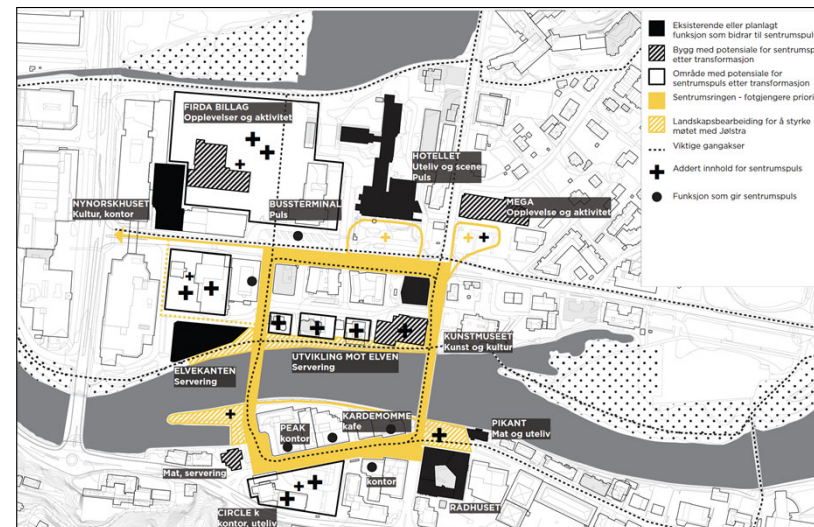 Eksisterende eller planlagt
funksjon som bidrar til sentrumspuls
Bygg med potensiale for sentrumsp
etter transformasjon
Område med potensiale for
sentrumspuls etter transformasjon
Sentrumsringen - fotgjengere priori
Landskapsbearbeiding for å styrke
møtet med Jølstra
Viktige gangakser
Addert innhold for sentrumspuls
Funksjon som gir sentrumspuls
FIRDA BILLAG
Opplevelser og aktivitet
HOTELLET
Uteliv og scene
Puls
NYNORSKHUSET
Kultur, kontor
BUSSTERMINAL
Puls
MEGA
Opplevelse og aktivitet
KUNSTMUSEET
Kunst og kultur
UTVIKLING MOT ELVEN
Servering
ELVEKANTEN
Servering
KARDEMOMME
kafe
PEAK
kontor
PIKANT
Mat og uteliv
Mat, servering
kontor
RÅDHUSET
CIRCLE k
kontor, uteliv